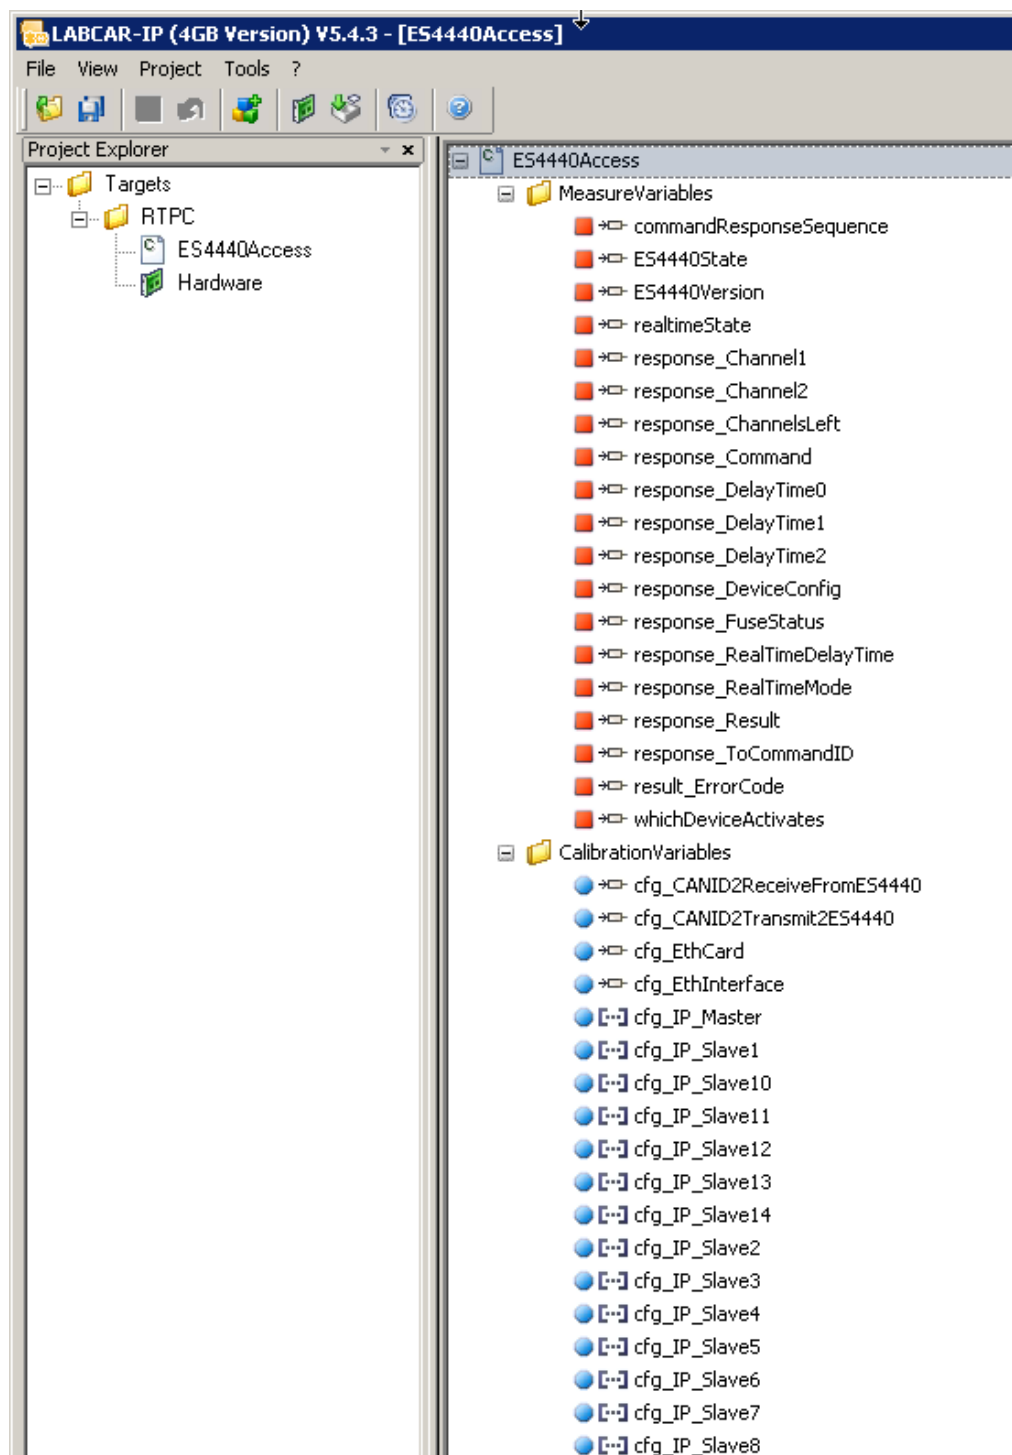 LABCAR-IP (4GB Version) V5.4.3 - [ES4440Access]
File View Project Tools ?
Project Explorer
Targets
RTPC
ES4440Access
Hardware
ES4440Access
MeasureVariables
commandResponseSequence
ES4440State
ES4440Version
realtimeState
response_Channel1
response_Channel2
response_ChannelsLeft
response_Command
response_DelayTime0
response_DelayTime1
response_DelayTime2
response_DeviceConfig
response_FuseStatus
response_RealTimeDelayTime
response_RealTimeMode
response_Result
response_ToCommandID
result_ErrorCode
whichDeviceActivates
CalibrationVariables
cfg_CANID2ReceiveFromES4440
cfg_CANID2Transmit2ES4440
cfg_EthCard
cfg_EthInterface
cfg_IP_Master
cfg_IP_Slave1
cfg_IP_Slave10
cfg_IP_Slave11
cfg_IP_Slave12
cfg_IP_Slave13
cfg_IP_Slave14
cfg_IP_Slave2
cfg_IP_Slave3
cfg_IP_Slave4
cfg_IP_Slave5
cfg_IP_Slave6
cfg_IP_Slave7
cfg_IP_Slave8